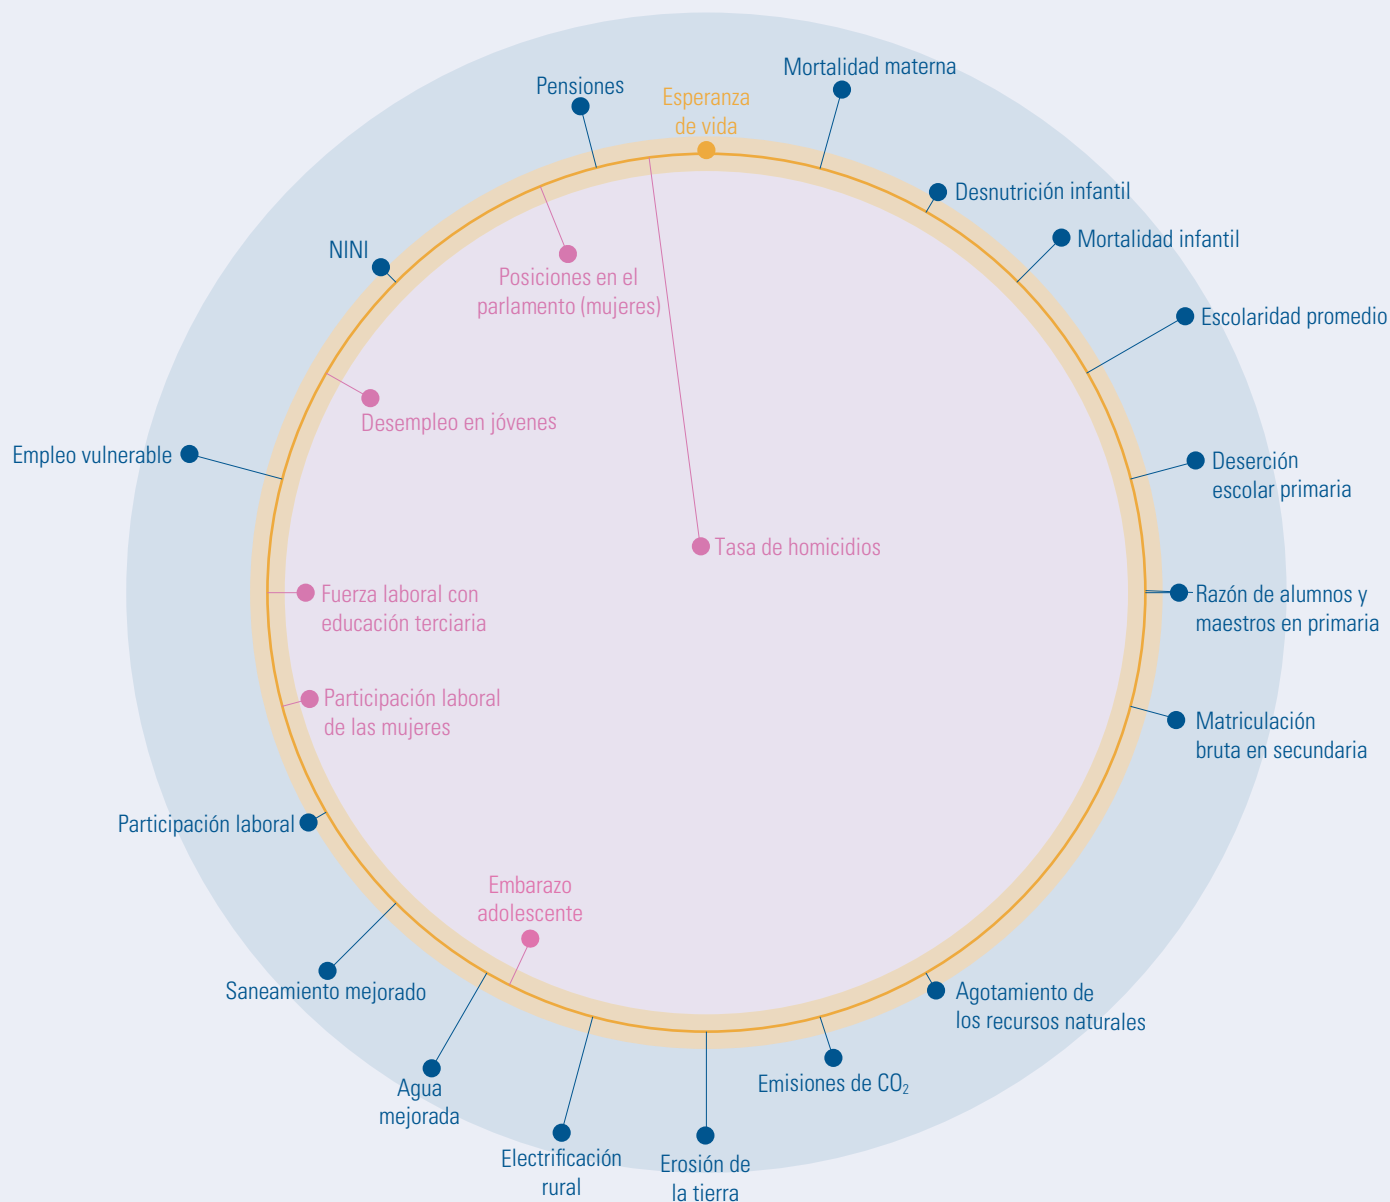 Mortalidad materna
Pensiones
Esperanza
de vida
Desnutrición infantil
Mortalidad infantil
NINI
Posiciones en el
parlamento (mujeres)
Escolaridad promedio
Desempleo en jóvenes
Empleo vulnerable
Deserción
escolar primaria
Tasa de homicidios
Fuerza laboral con
educación terciaria
Razón de alumnos y
maestros en primaria
Participación laboral
de las mujeres
Matriculación
bruta en secundaria
Participación laboral
Embarazo
adolescente
Saneamiento mejorado
Agotamiento de
los recursos naturales
Agua
mejorada
Emisiones de CO₂
Electrificación
rural
Erosión de
la tierra